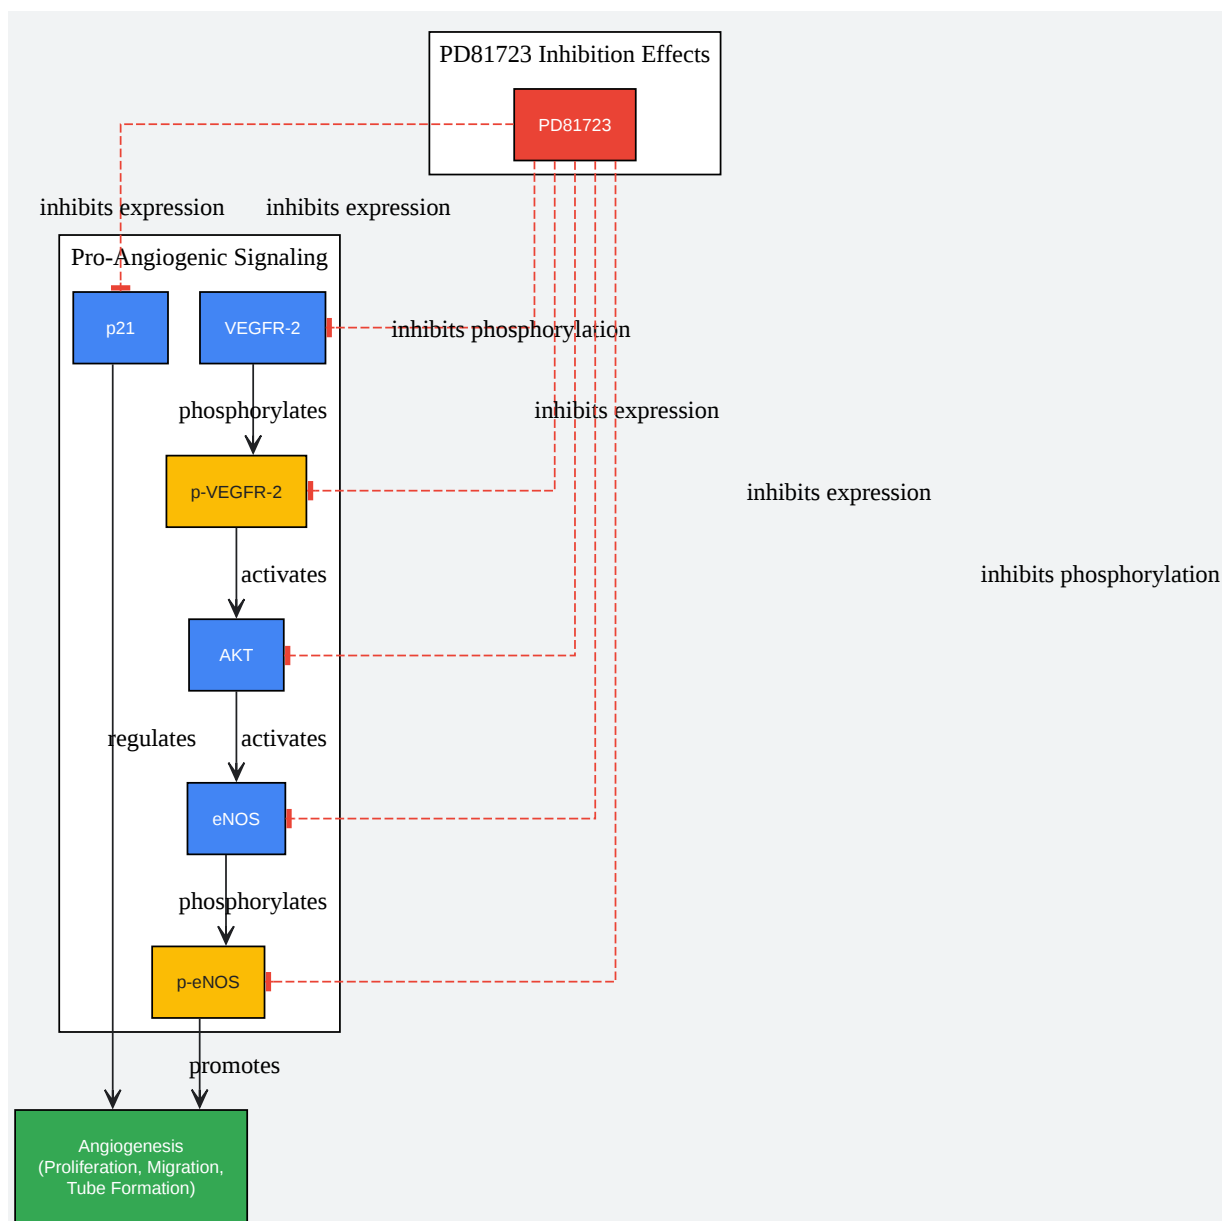 PD81723 Inhibition Effects
PD81723
inhibits expression
inhibits expression
Pro-Angiogenic Signaling
p21
VEGFR-2
inhibits phosphorylation
phosphorylates
inhibits expression
p-VEGFR-2
inhibits expression
activates
inhibits phosphorylation
AKT
regulates
activates
eNOS
phosphorylates
p-eNOS
promotes
Angiogenesis
(Proliferation, Migration,
Tube Formation)